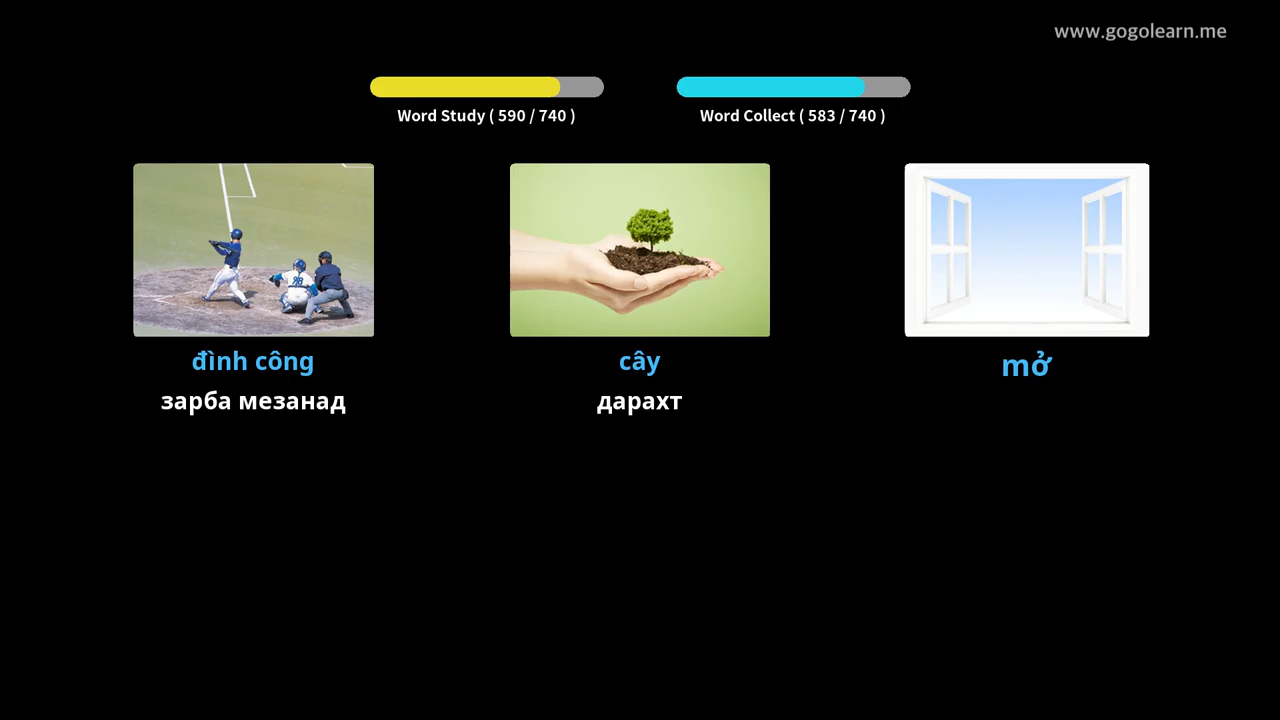 www.gogolearn.me
Word Study ( 590 / 740 )
Word Collect ( 583 / 740 )
đình công
зарба мезанад
cây
дарахт
mở